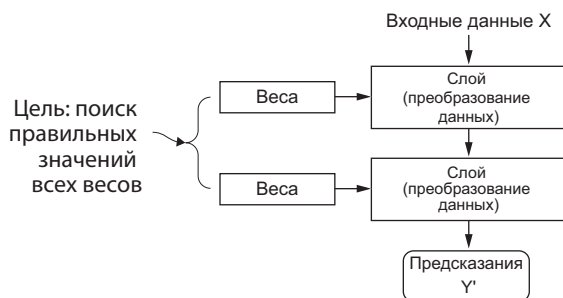 Входные данные X
Слой
(преобразование
данных)
Веса
Цель: поиск
правильных
значений
всех весов
Слой
(преобразование
данных)
Веса
Предсказания
Y'